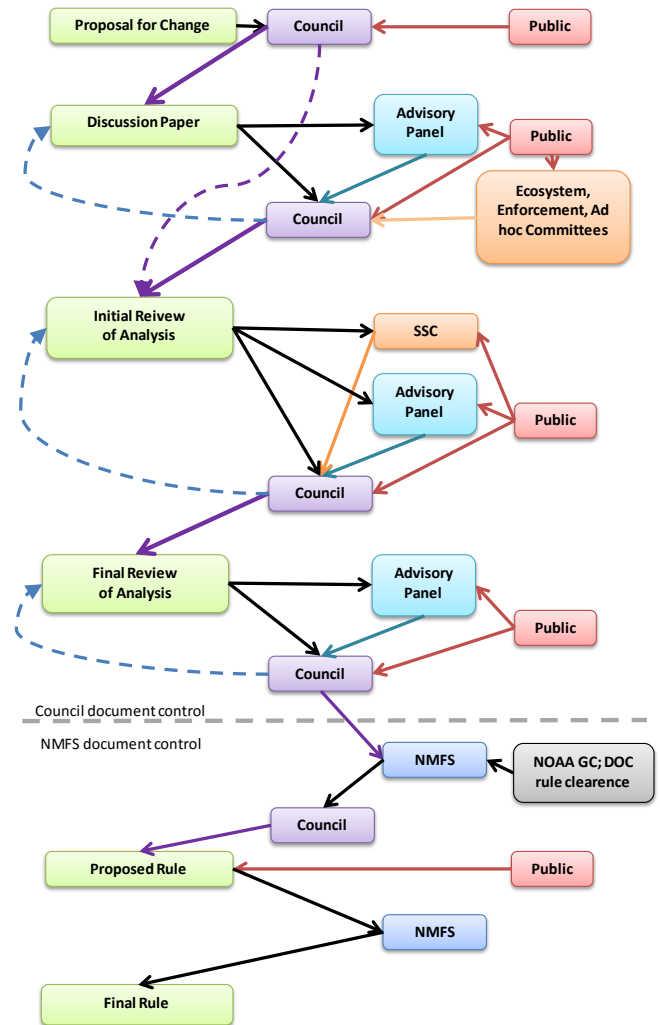 Proposal for Change
Council
Public
Discussion Paper
Advisory
Panel
Public
Ecosystem,
Enforcement, Ad
hoc Committees
Council
Initial Reivew
of Analysis
SSC
Advisory
Panel
Public
Council
Final Review
of Analysis
Advisory
Panel
Public
Council
Council document control
NMFS document control
NMFS
NOAA GC; DOC
rule clearence
Council
Proposed Rule
Public
NMFS
Final Rule